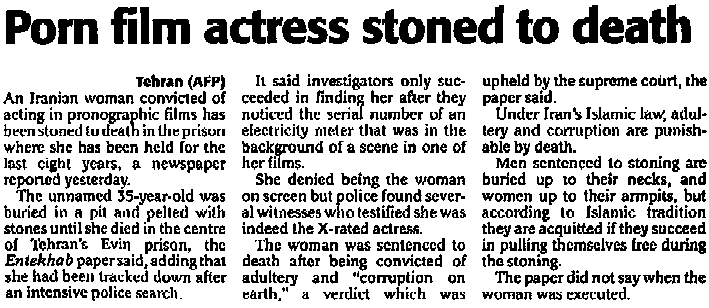 Porn film actress stoned to death
Tehran (AFP)
An Iranian woman convicted of
acting in pronographic films has
been stoned to death in the prison
where she has been held for the
last eight years, a newspaper
reported yesterday.
The unnamed 35-year-old was
buried in a pit and pelted with
stones until she died in the centre
of Tehran's Evin prison, the
Entekhab paper said, adding that
she had been tracked down after
an intensive police search.
It said investigators only suc-
ceeded in finding her after they
noticed the serial number of an
electricity meter that was in the
background of a scene in one of
her films.
She denied being the woman
on screen but police found sever-
al witnesses who testified she was
indeed the X-rated actress.
The woman was sentenced to
death after being convicted of
adultery and "corruption on
earth," a verdict which was
upheld by the supreme court, the
paper said.
Under Iran's Islamic law, adul-
tery and corruption are punish-
able by death.
Men sentenced to stoning are
buried up to their necks, and
women up to their armpits, but
according to Islamic tradition
they are acquitted if they succeed
in pulling themselves free during
the stoning.
The paper did not say when the
woman was executed.